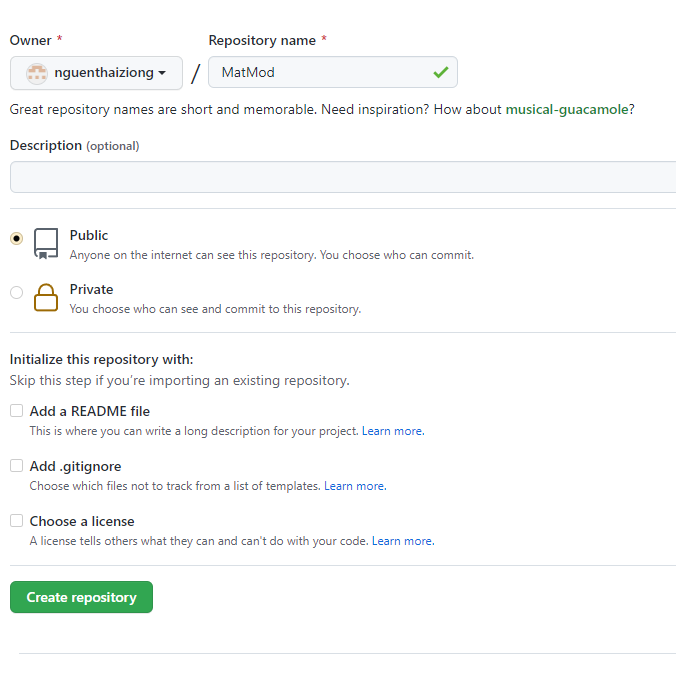 Owner * Repository name *
nguenthaiziong / MatMod
Great repository names are short and memorable. Need inspiration? How about musical-guacamole?
Description (optional)
Public
Anyone on the internet can see this repository. You choose who can commit.
Private
You choose who can see and commit to this repository.
Initialize this repository with:
Skip this step if you're importing an existing repository.
Add a README file
This is where you can write a long description for your project. Learn more.
Add .gitignore
Choose which files not to track from a list of templates. Learn more.
Choose a license
A license tells others what they can and can't do with your code. Learn more.
Create repository